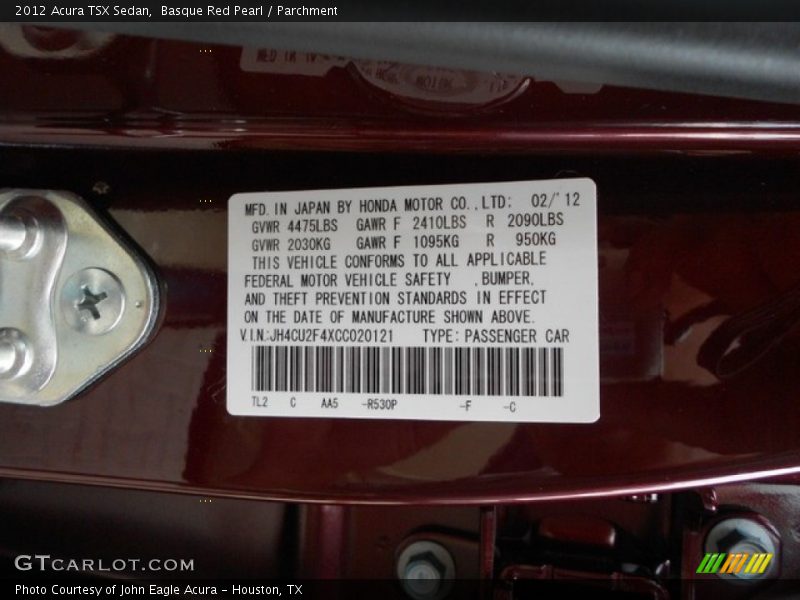 2012 Acura TSX Sedan, Basque Red Pearl / Parchment
MFD. IN JAPAN BY HONDA MOTOR CO., LTD: 02/'12
GVWR 4475LBS GAWR F 2410LBS R 2090LBS
GVWR 2030KG GAWR F 1095KG R 950KG
THIS VEHICLE CONFORMS TO ALL APPLICABLE
FEDERAL MOTOR VEHICLE SAFETY ,BUMPER,
AND THEFT PREVENTION STANDARDS IN EFFECT
ON THE DATE OF MANUFACTURE SHOWN ABOVE.
V.I.N.:JH4CU2F4XCC020121 TYPE: PASSENGER CAR
TL2 C AA5 -R530P -F -C
GTCARLOT.COM
Photo Courtesy of John Eagle Acura - Houston, TX